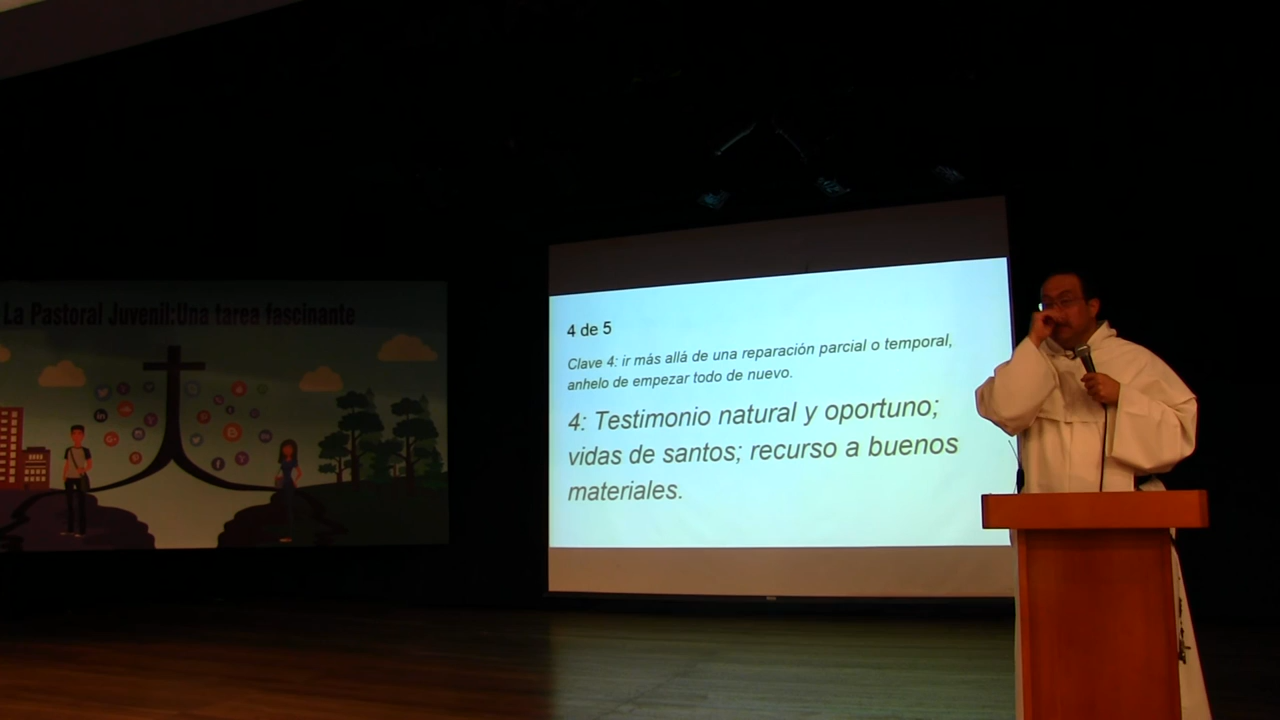 La Pastoral Juvenil:Una tarea fascinante
4 de 5
Clave 4: ir más allá de una reparación parcial o temporal,
anhelo de empezar todo de nuevo.
4: Testimonio natural y oportuno;
vidas de santos; recurso a buenos
materiales.